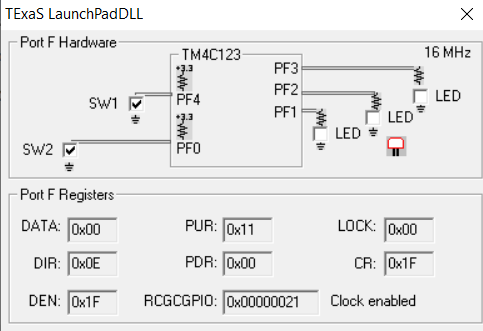 TExaS LaunchPadDLL
Port F Hardware
TM4C123
16 MHz
+3.3
PF3
SW1
PF4
PF2
LED
+3.3
PF1
LED
LED
SW2
PF0
Port F Registers
DATA: 0x00 PUR: 0x11 LOCK: 0x00
DIR: 0x0E PDR: 0x00 CR: 0x1F
DEN: 0x1F RCGCGPIO: 0x00000021 Clock enabled